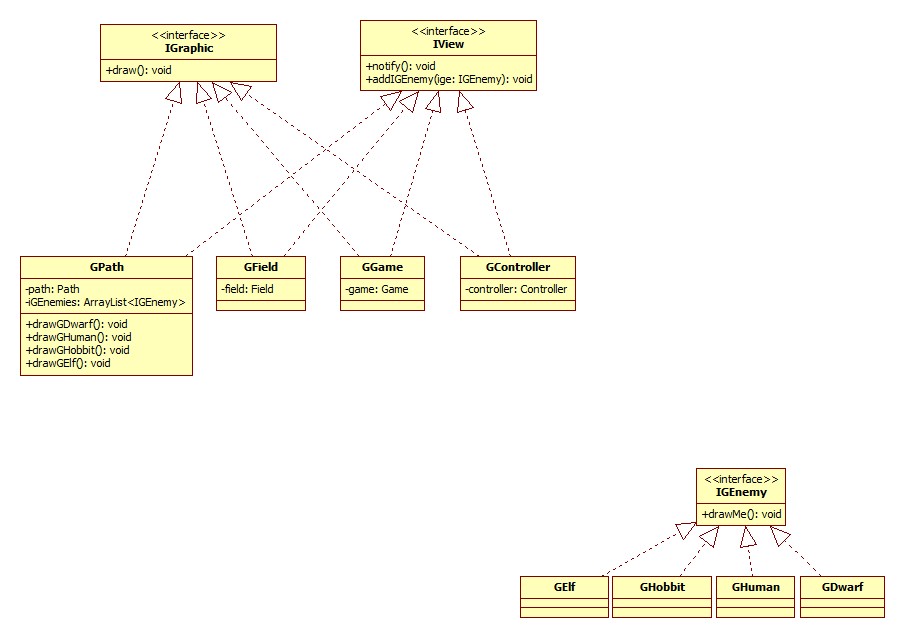 <<interface>>
IGraphic
+draw(): void
<<interface>>
IView
+notify(): void
+addIGEnemy(ige: IGEnemy): void
GPath
-path: Path
-iGEnemies: ArrayList<IGEnemy>
+drawGDwarf(): void
+drawGHuman(): void
+drawGHobbit(): void
+drawGElf(): void
GField
-field: Field
GGame
-game: Game
GController
-controller: Controller
<<interface>>
IGEnemy
+drawMe(): void
GElf
GHobbit
GHuman
GDwarf